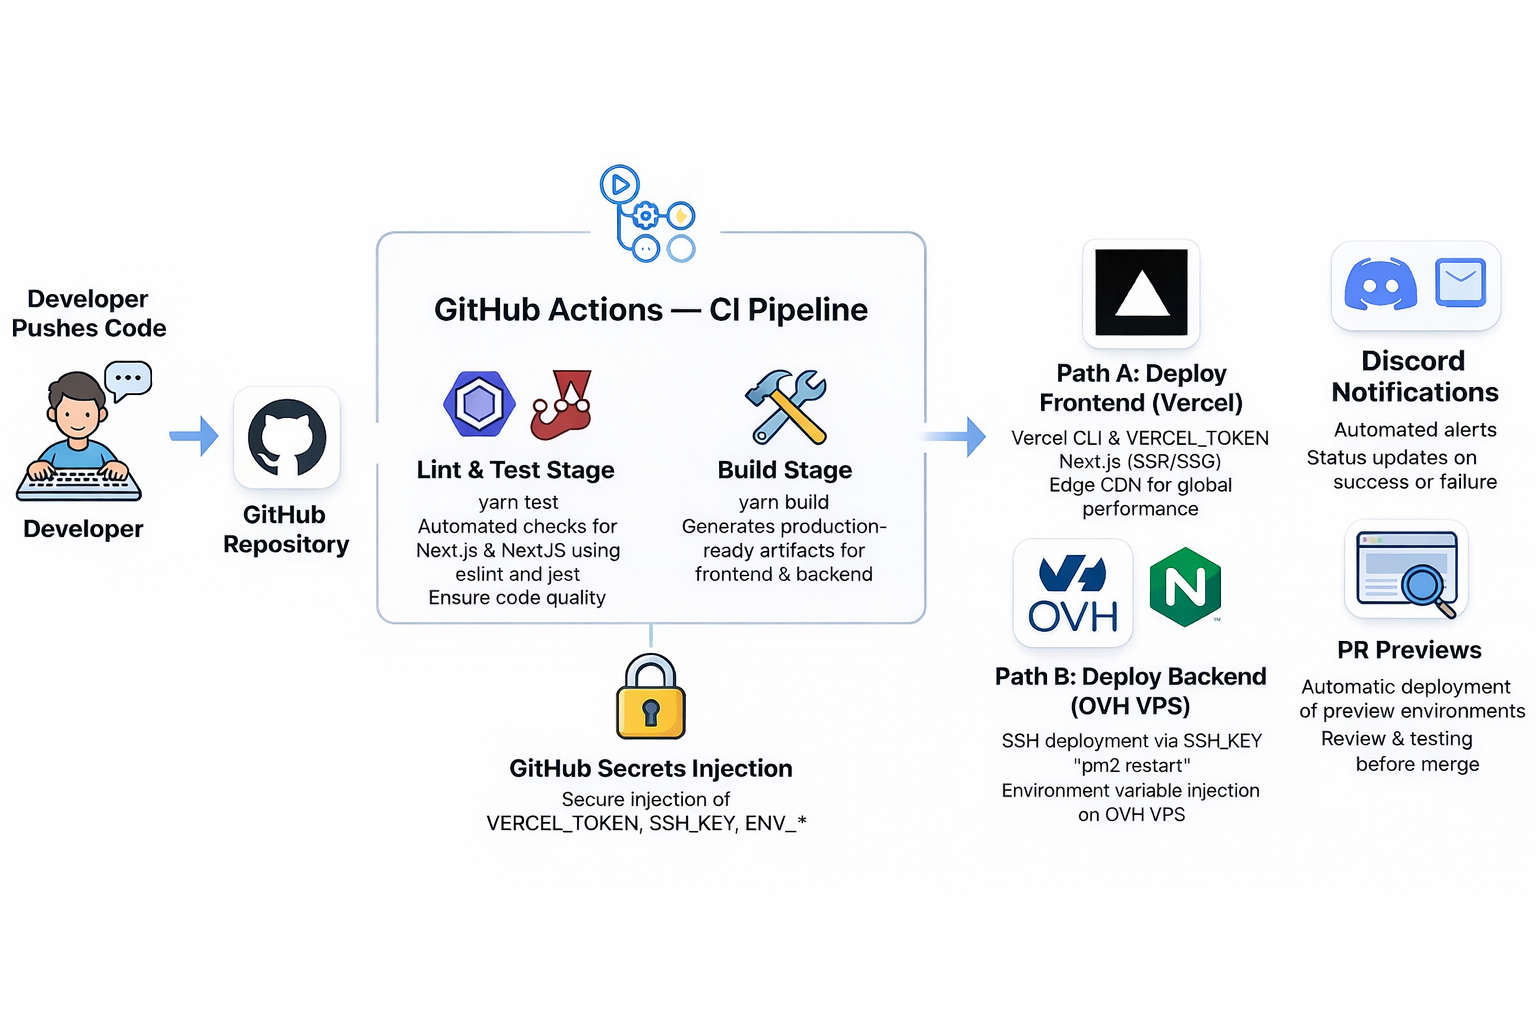 Developer
Pushes Code
Developer
GitHub
Repository
GitHub Actions — CI Pipeline
Lint & Test Stage
yarn test
Automated checks for
Next.js & NextJS using
eslint and jest
Ensure code quality
Build Stage
yarn build
Generates production-
ready artifacts for
frontend & backend
GitHub Secrets Injection
Secure injection of
VERCEL_TOKEN, SSH_KEY, ENV_*
Path A: Deploy
Frontend (Vercel)
Vercel CLI & VERCEL_TOKEN
Next.js (SSR/SSG)
Edge CDN for global
performance
OVH
N
™
Path B: Deploy Backend
(OVH VPS)
SSH deployment via SSH_KEY
"pm2 restart"
Environment variable injection
on OVH VPS
Discord
Notifications
Automated alerts
Status updates on
success or failure
PR Previews
Automatic deployment
of preview environments
Review & testing
before merge